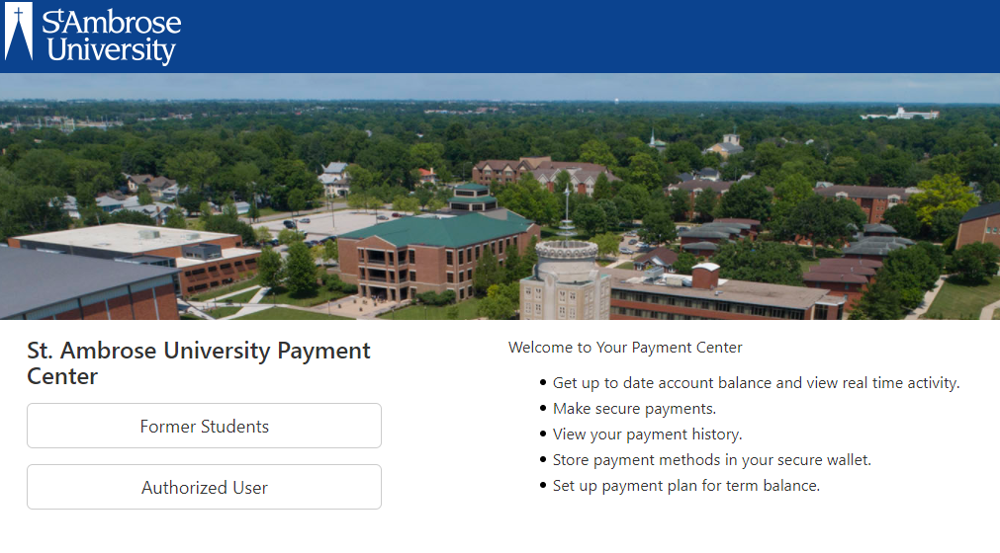 St Ambrose
University
St. Ambrose University Payment
Center
Former Students
Authorized User
Welcome to Your Payment Center
Get up to date account balance and view real time activity.
Make secure payments.
View your payment history.
Store payment methods in your secure wallet.
Set up payment plan for term balance.